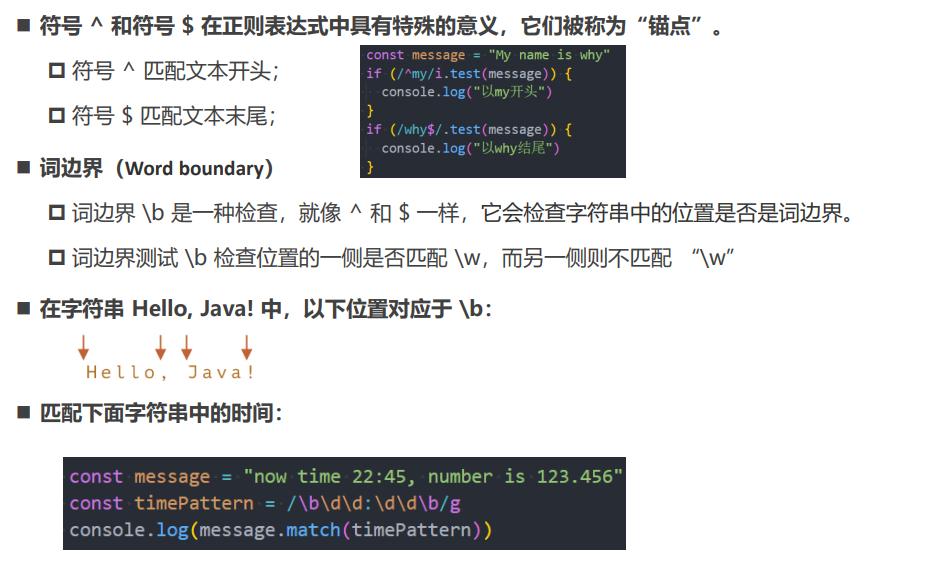 ■ 符号 ^ 和符号 $ 在正则表达式中具有特殊的意义，它们被称为“锚点”。
符号 ^ 匹配文本开头；
符号 $ 匹配文本末尾；
const message = "My name is why"
if (/^my/i.test(message)) {
console.log("以my开头")
}
if (/why$/.test(message)) {
console.log("以why结尾")
}
■ 词边界（Word boundary）
词边界 \b 是一种检查，就像 ^ 和 $ 一样，它会检查字符串中的位置是否是词边界。
词边界测试 \b 检查位置的一侧是否匹配 \w，而另一侧则不匹配 “\w”
■ 在字符串 Hello, Java! 中，以下位置对应于 \b：
Hello, Java!
■ 匹配下面字符串中的时间：
const message = "now time 22:45, number is 123.456"
const timePattern = /\b\d\d:\d\d\b/g
console.log(message.match(timePattern))